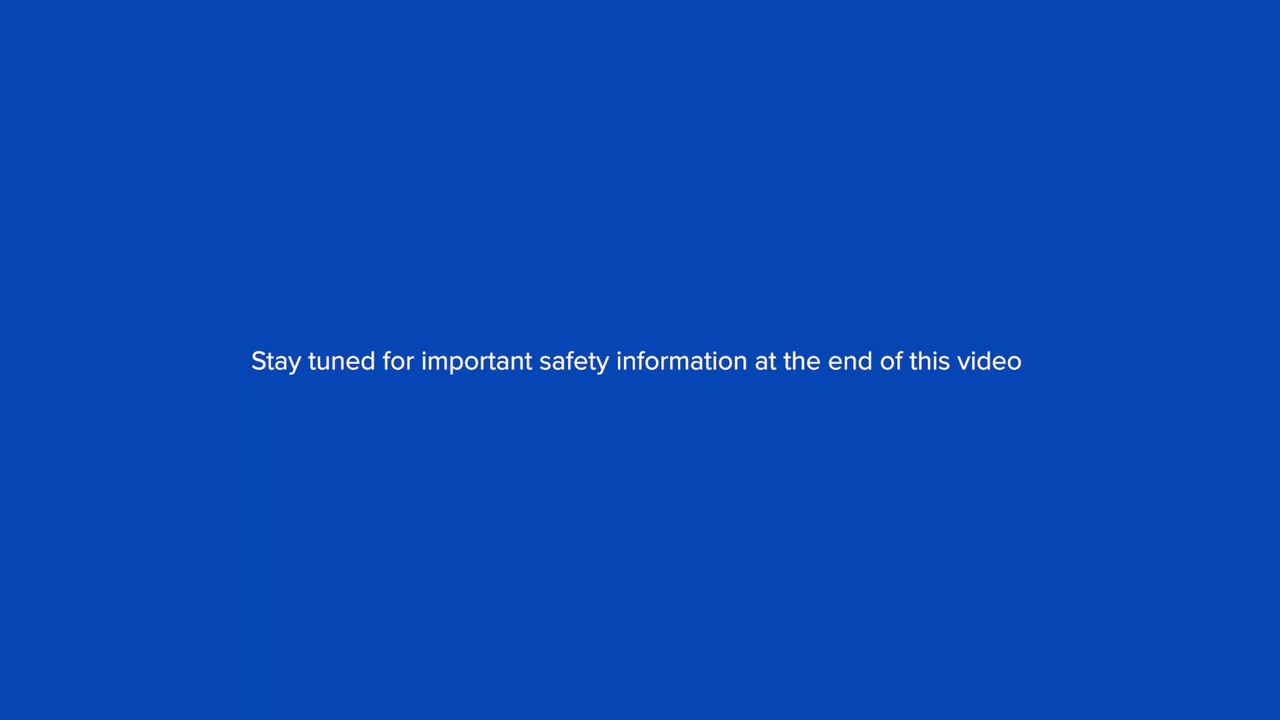 Stay tuned for important safety information at the end of this video